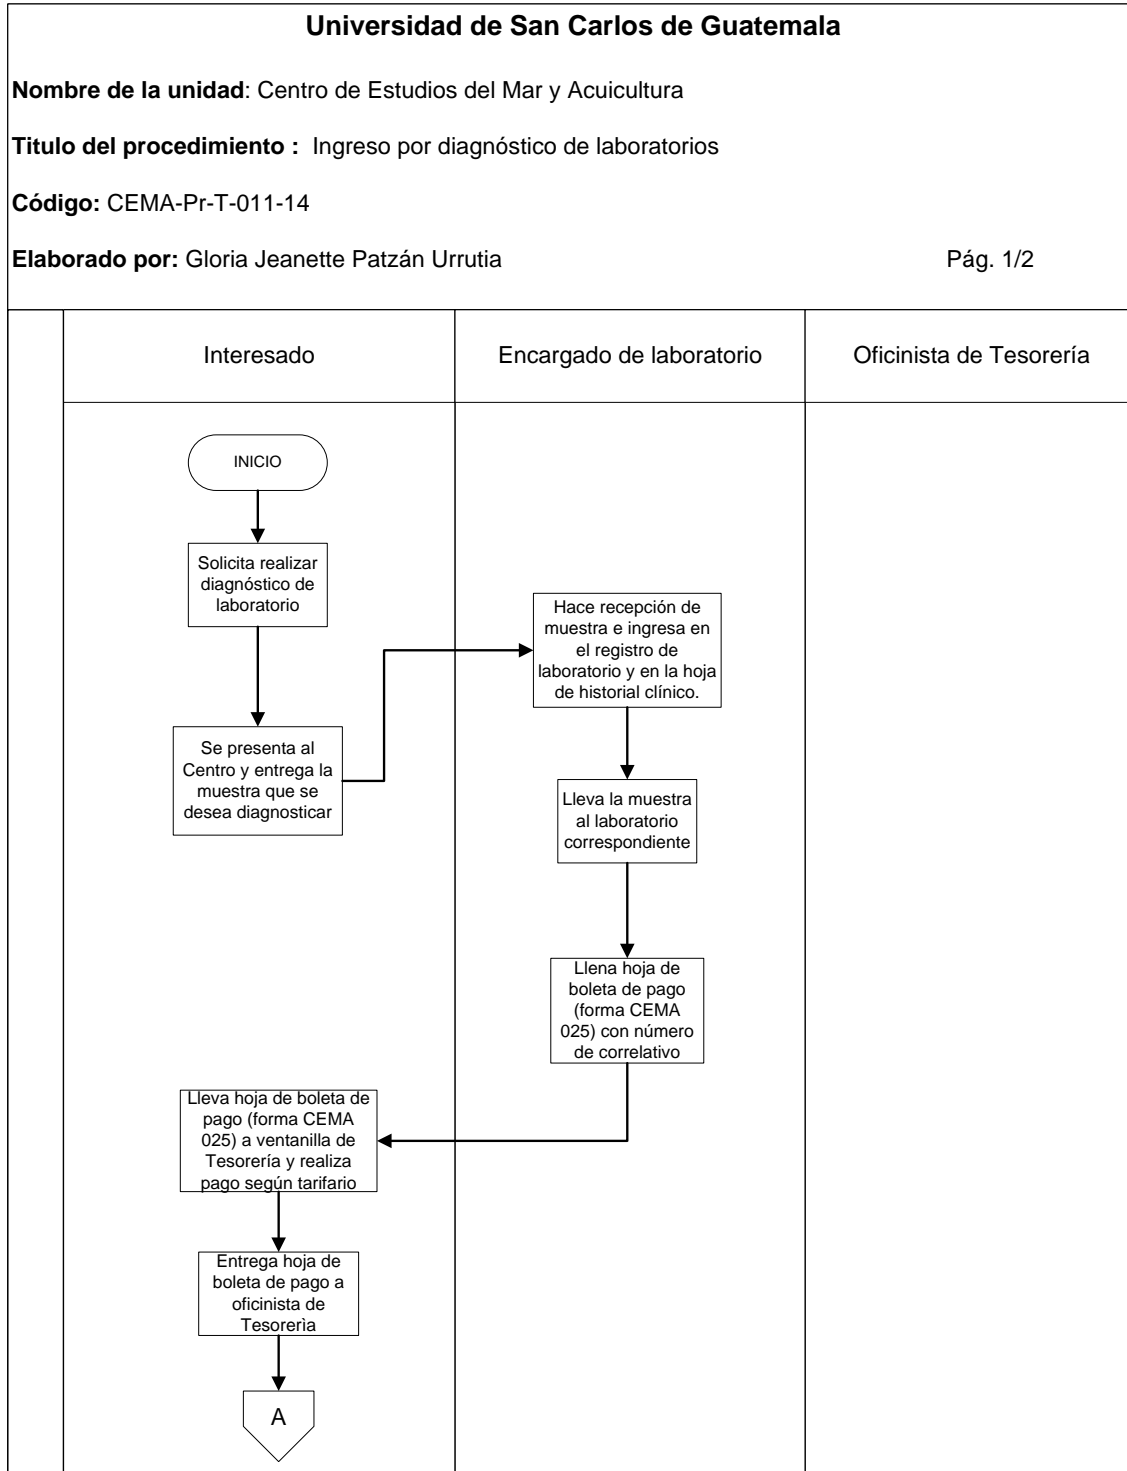 Universidad de San Carlos de Guatemala
Nombre de la unidad: Centro de Estudios del Mar y Acuicultura
Titulo del procedimiento : Ingreso por diagnóstico de laboratorios
Código: CEMA-Pr-T-011-14
Elaborado por: Gloria Jeanette Patzán Urrutia Pág. 1/2
Interesado Encargado de laboratorio Oficinista de Tesorería
INICIO
Solicita realizar
diagnóstico de
laboratorio
Se presenta al
Centro y entrega la
muestra que se
desea diagnosticar
Hace recepción de
muestra e ingresa en
el registro de
laboratorio y en la hoja
de historial clínico.
Lleva la muestra
al laboratorio
correspondiente
Llena hoja de
boleta de pago
(forma CEMA
025) con número
de correlativo
Lleva hoja de boleta de
pago (forma CEMA
025) a ventanilla de
Tesorería y realiza
pago según tarifario
Entrega hoja de
boleta de pago a
oficinista de
Tesorerìa
A